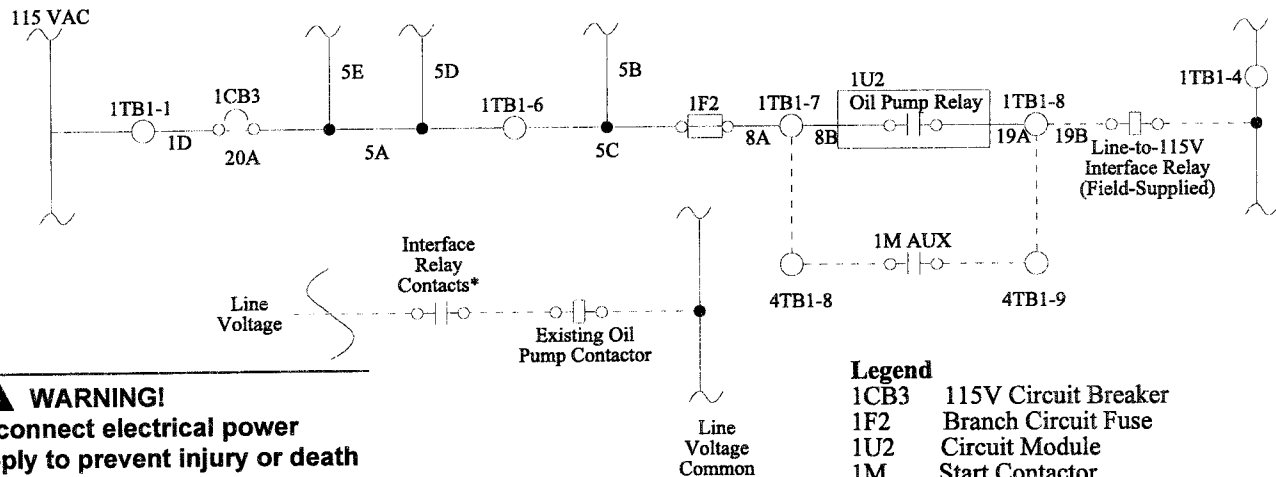 115 VAC
5E
5D
5B
1U2
1TB1-4
1TB1-1
1CB3
1TB1-6
1F2
1TB1-7
Oil Pump Relay
1TB1-8
1D
20A
5A
5C
8A
8B
19A
19B
Line-to-115V
Interface Relay
(Field-Supplied)
Interface
Relay
Contacts*
1M AUX
4TB1-8
4TB1-9
Line
Voltage
Existing Oil
Pump Contactor
Line
Voltage
Common
WARNING!
connect electrical power
ply to prevent injury or death
Legend
1CB3 115V Circuit Breaker
1F2 Branch Circuit Fuse
1U2 Circuit Module
1M Start Contactor